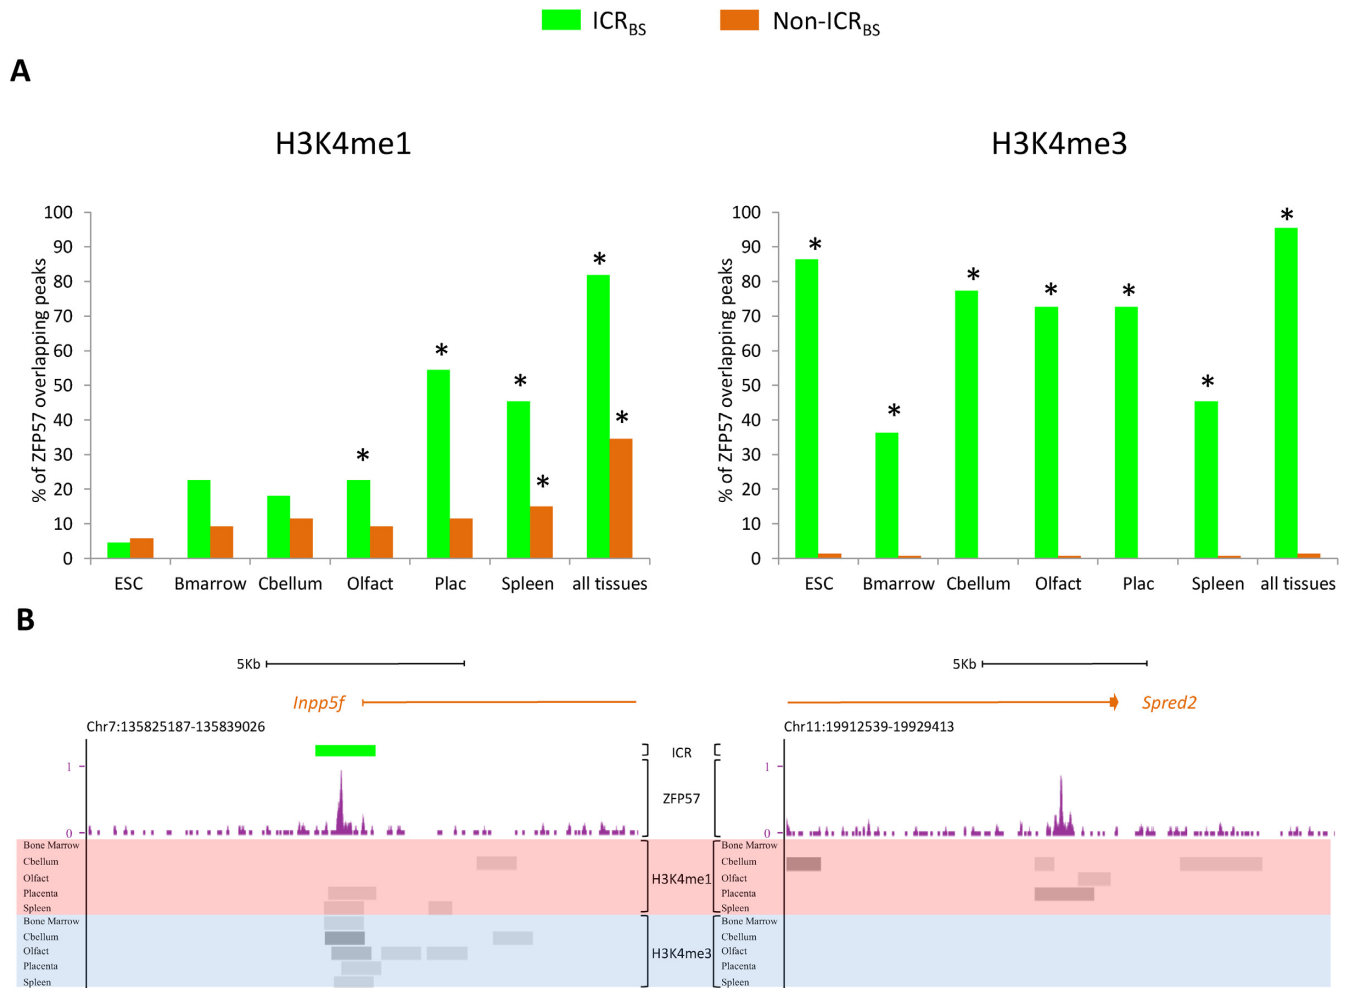 ICRBS Non-ICRBS
A
H3K4me1 H3K4me3
% of ZFP57 overlapping peaks
100
90
80
70
60
50
40
30
20
10
0
* * * * * *
ESC Bmarrow Cbellum Olfact Plac Spleen all tissues
% of ZFP57 overlapping peaks
100
90
80
70
60
50
40
30
20
10
0
* * * * * * *
ESC Bmarrow Cbellum Olfact Plac Spleen all tissues
B
5Kb 5Kb
Inpp5f Spred2
Chr7:135825187-135839026 Chr11:19912539-19929413
ICR
1 ZFP57 1
0 0
Bone Marrow Bone Marrow
Cbellum Cbellum
Olfact H3K4me1 Olfact
Placenta Placenta
Spleen Spleen
Bone Marrow Bone Marrow
Cbellum Cbellum
Olfact H3K4me3 Olfact
Placenta Placenta
Spleen Spleen